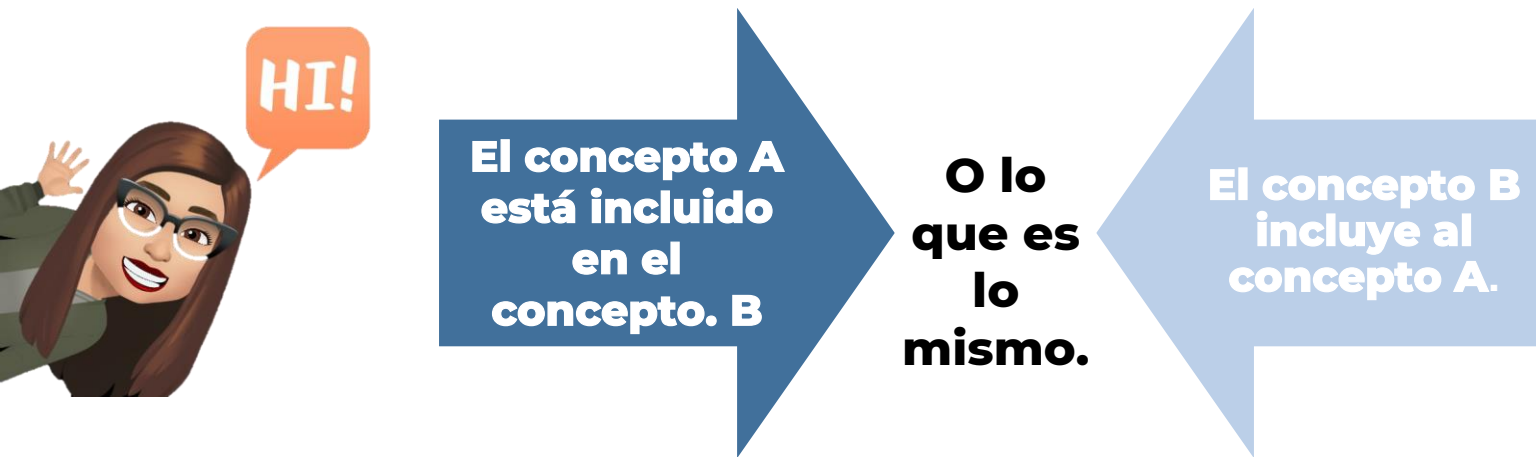 HI!
El concepto A
está incluido
en el
concepto. B
O lo
que es
lo
mismo.
El concepto B
incluye al
concepto A.